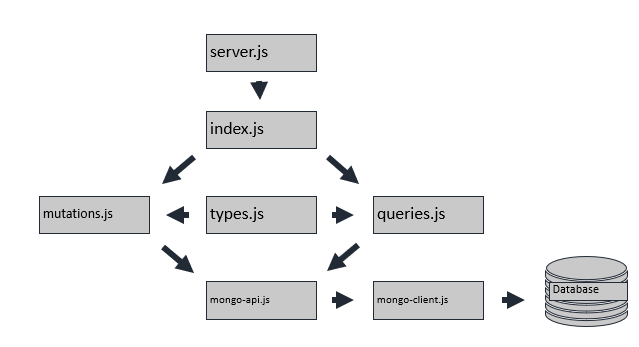 server.js
index.js
mutations.js
types.js
queries.js
mongo-api.js
mongo-client.js
Database